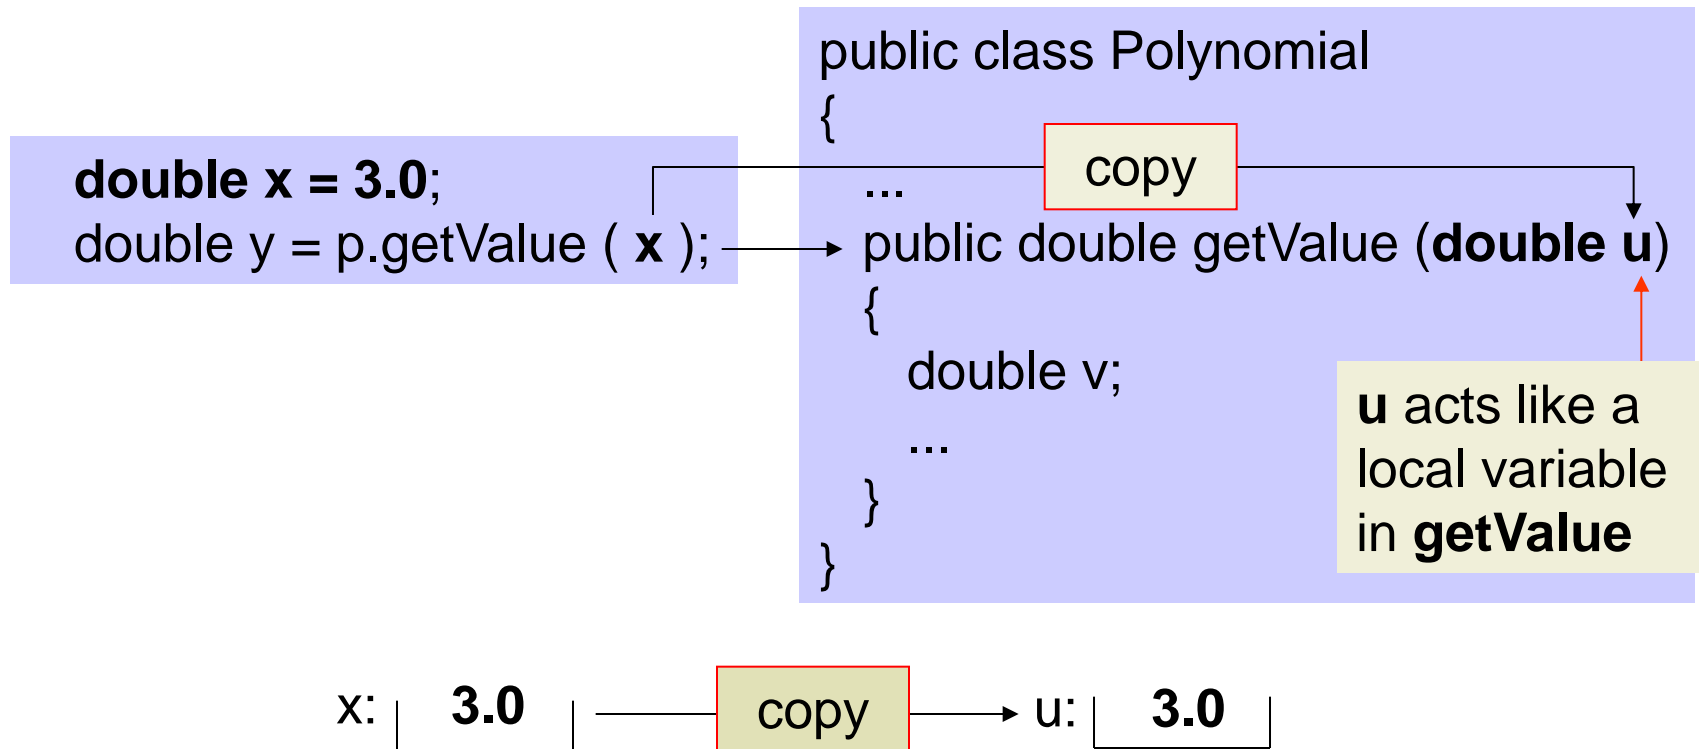 double x = 3.0;
double y = p.getValue ( x );
public class Polynomial
{
copy
...
public double getValue (double u)
{
double v;
...
}
}
u acts like a
local variable
in getValue
x: 3.0 copy u: 3.0